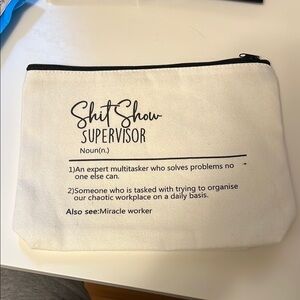 Shit Show
SUPERVISOR
Noun(n.)
1)An expert multitasker who solves problems no
one else can.
2)Someone who is tasked with trying to organise
our chaotic workplace on a daily basis.
Also see:Miracle worker